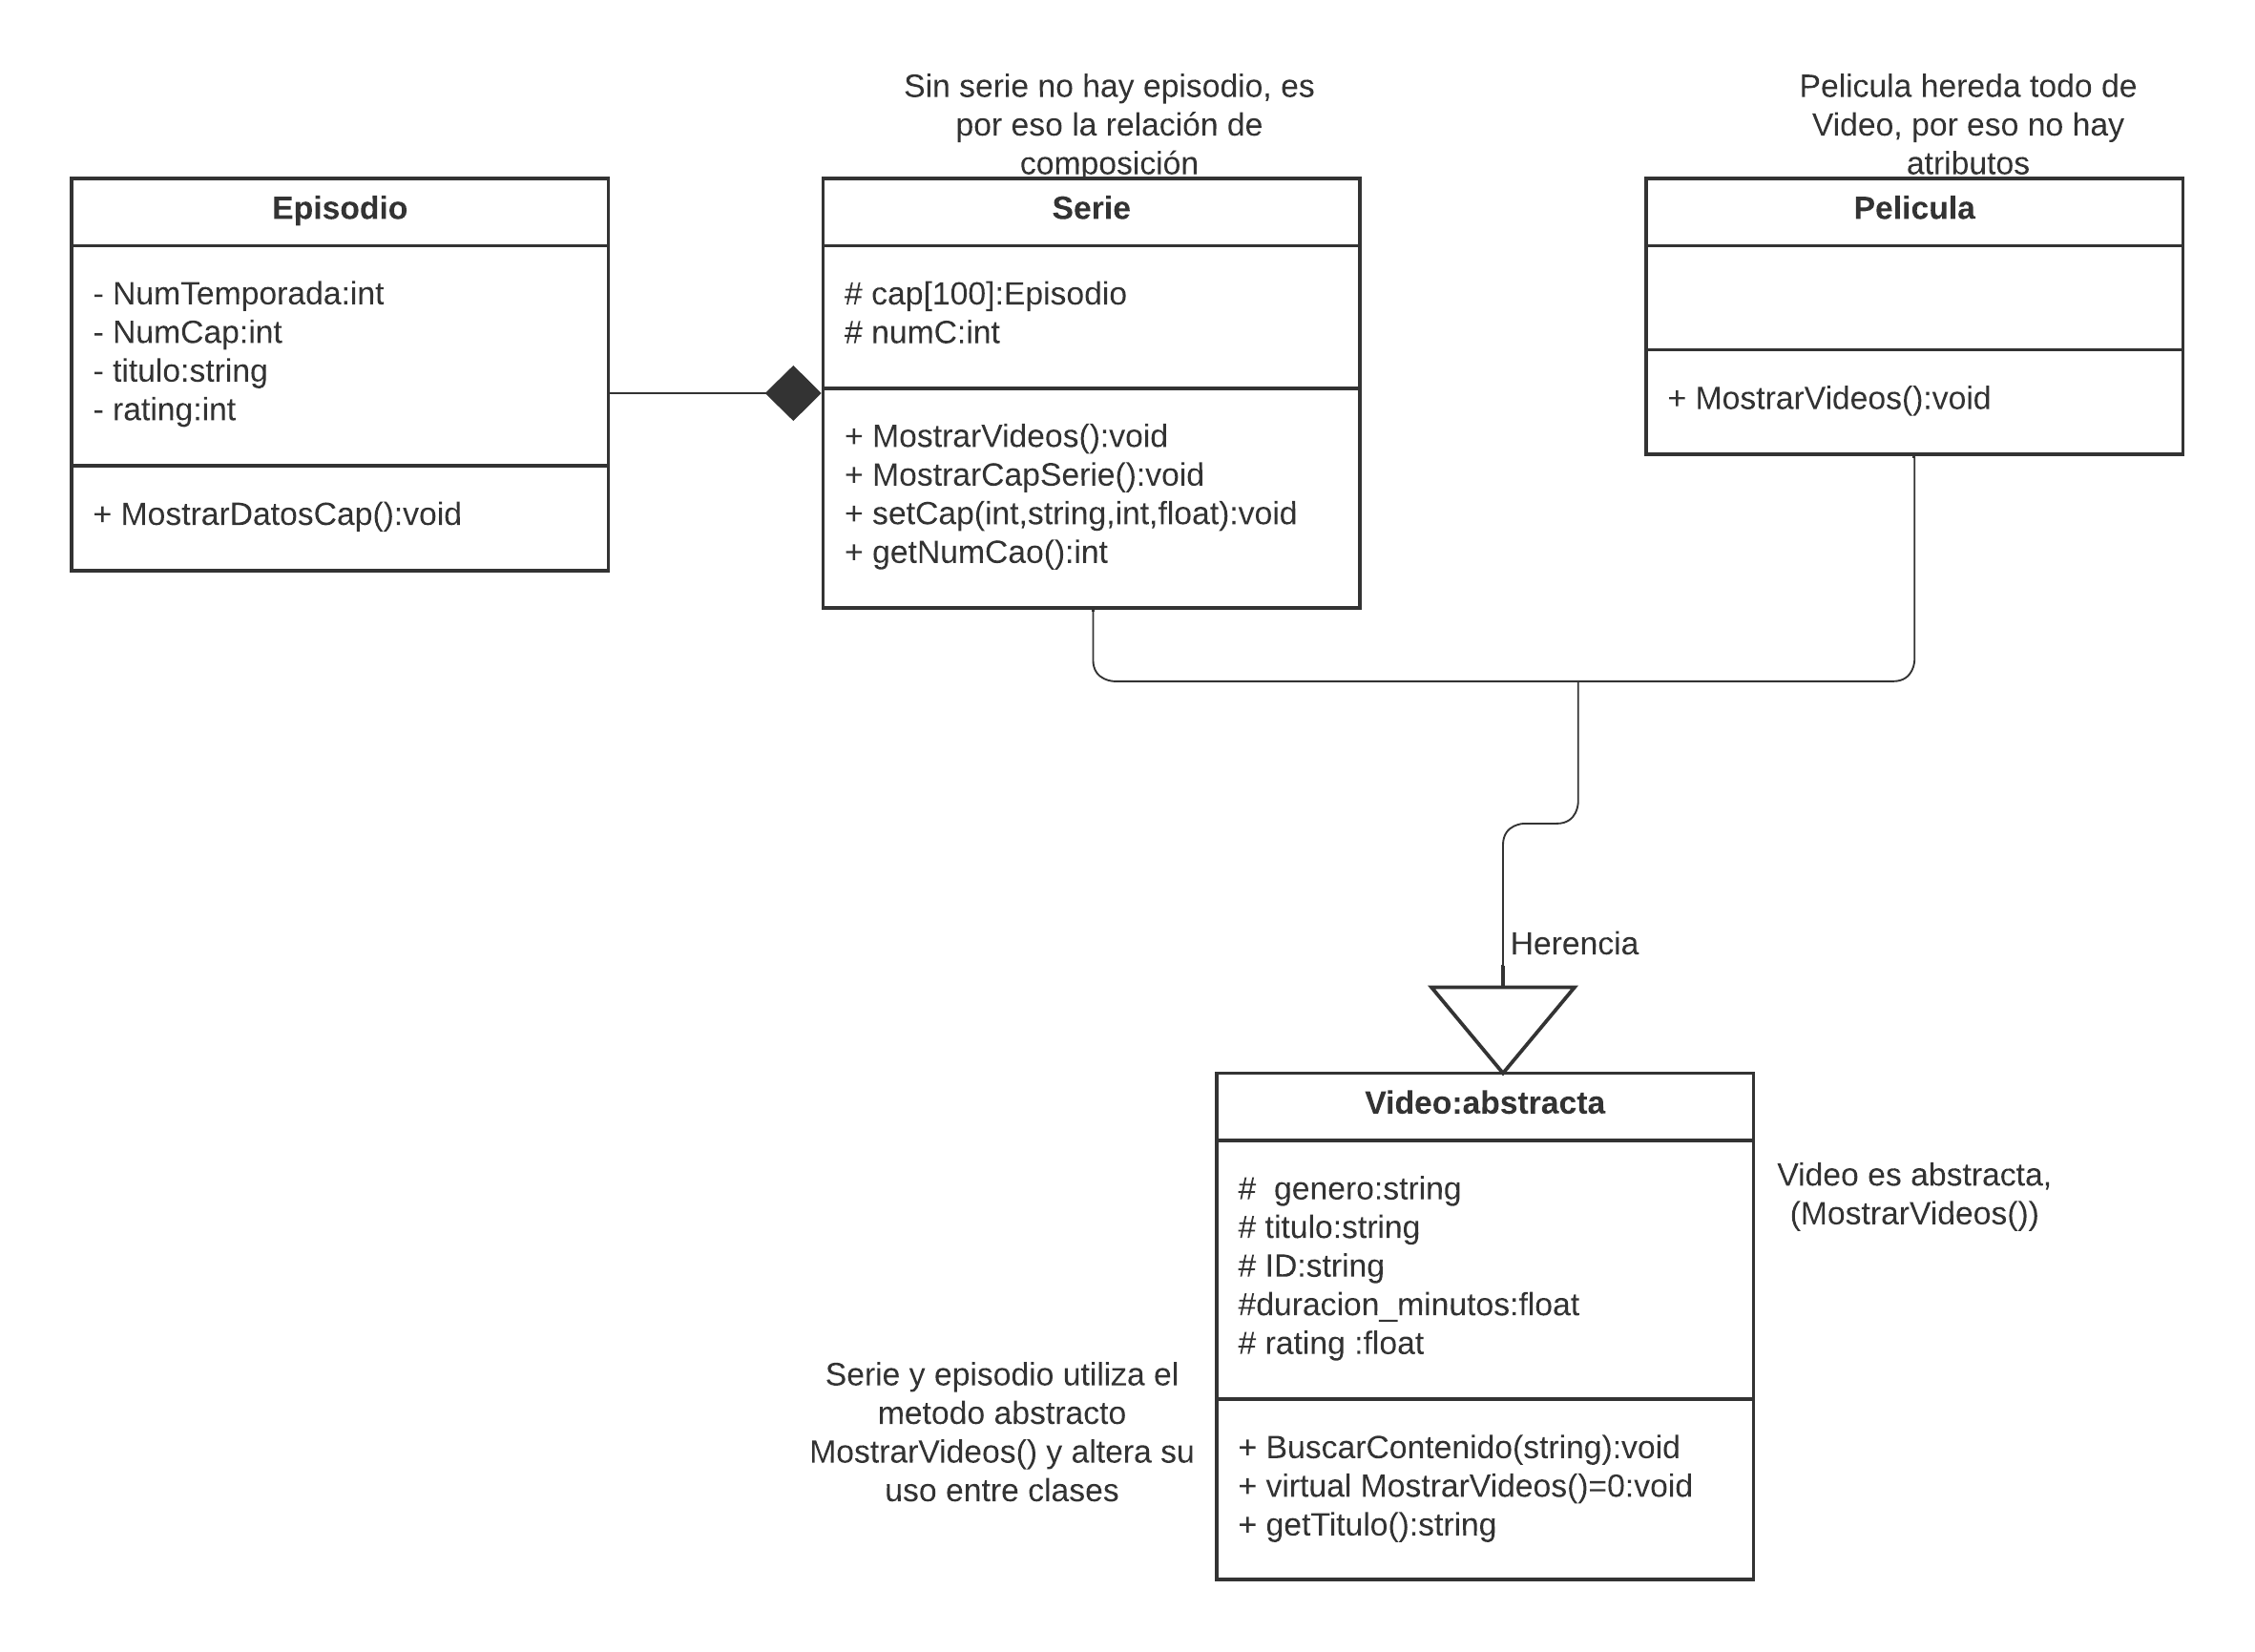 Sin serie no hay episodio, es
por eso la relación de
composición
Pelicula hereda todo de
Video, por eso no hay
atributos
Episodio
- NumTemporada:int
- NumCap:int
- titulo:string
- rating:int
+ MostrarDatosCap():void
Serie
# cap[100]:Episodio
# numC:int
+ MostrarVideos():void
+ MostrarCapSerie():void
+ setCap(int,string,int,float):void
+ getNumCao():int
Pelicula
+ MostrarVideos():void
Herencia
Video:abstracta
#  genero:string
# titulo:string
# ID:string
#duracion_minutos:float
# rating :float
+ BuscarContenido(string):void
+ virtual MostrarVideos()=0:void
+ getTitulo():string
Video es abstracta,
(MostrarVideos())
Serie y episodio utiliza el
metodo abstracto
MostrarVideos() y altera su
uso entre clases